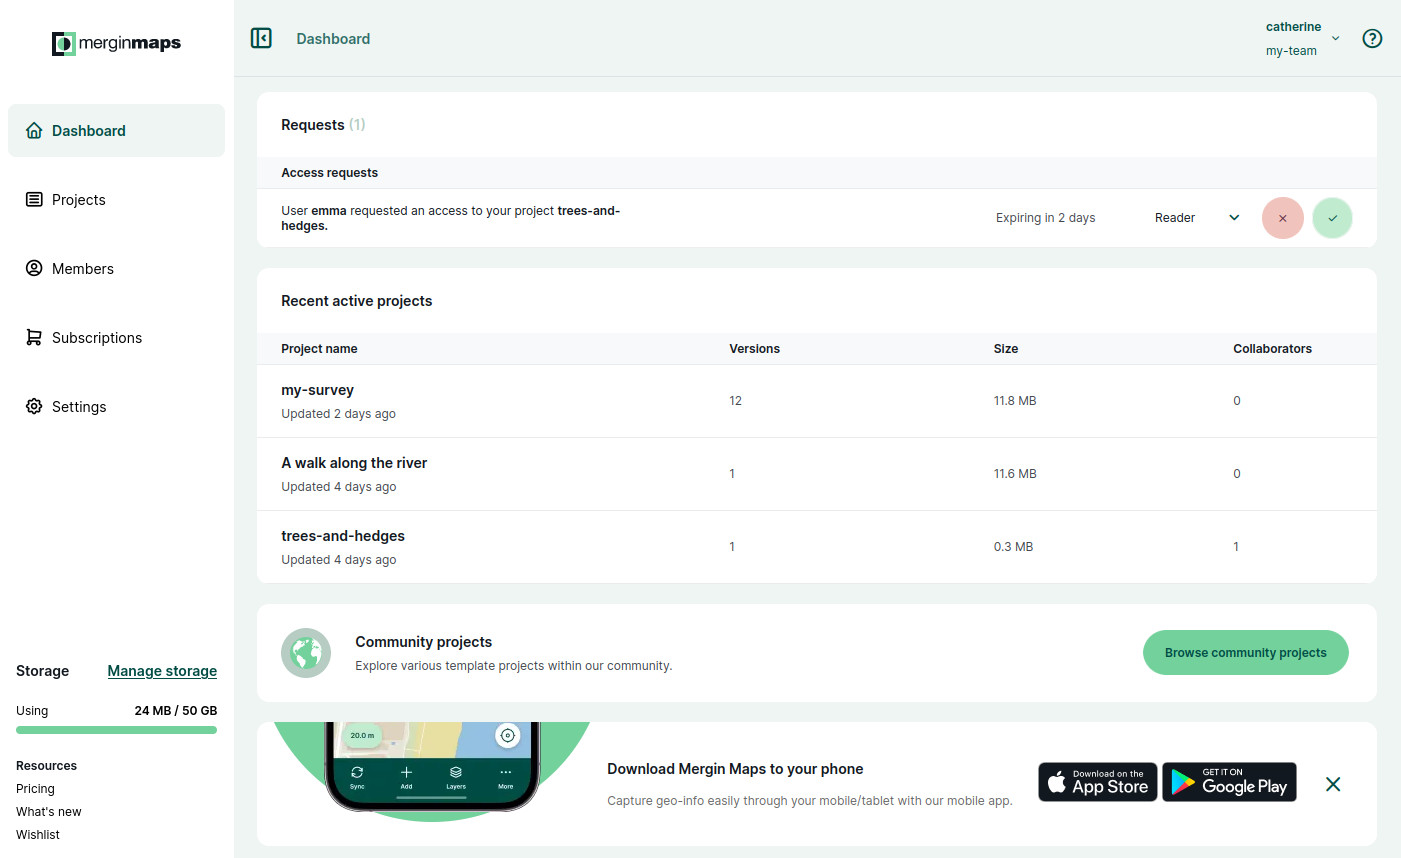 merginmaps
Dashboard
catherine
my-team
Dashboard
Projects
Members
Subscriptions
Settings
Requests (1)
Access requests
User emma requested an access to your project trees-and-
hedges.
Expiring in 2 days
Reader
Recent active projects
Project name Versions Size Collaborators
my-survey
Updated 2 days ago
12 11.8 MB 0
A walk along the river
Updated 4 days ago
1 11.6 MB 0
trees-and-hedges
Updated 4 days ago
1 0.3 MB 1
Community projects
Explore various template projects within our community.
Browse community projects
20.0 m
Sync Add Layers More
Download Mergin Maps to your phone
Capture geo-info easily through your mobile/tablet with our mobile app.
Download on the
App Store
GET IT ON
Google Play
Storage Manage storage
Using 24 MB / 50 GB
Resources
Pricing
What's new
Wishlist